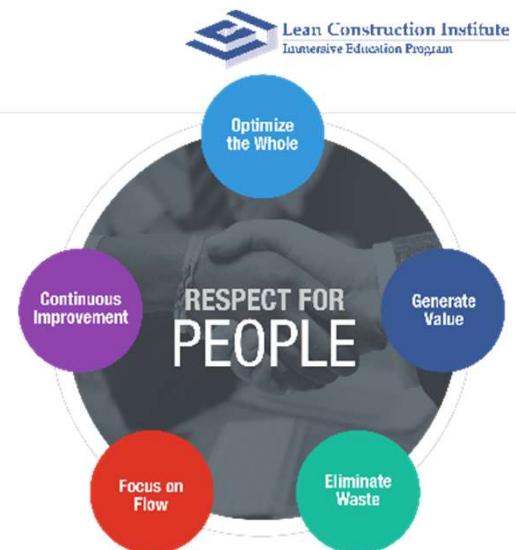 Lean Construction Institute
Immersive Education Program
Optimize
the Whole
Continuous
Improvement
RESPECT FOR
PEOPLE
Generate
Value
Focus on
Flow
Eliminate
Waste